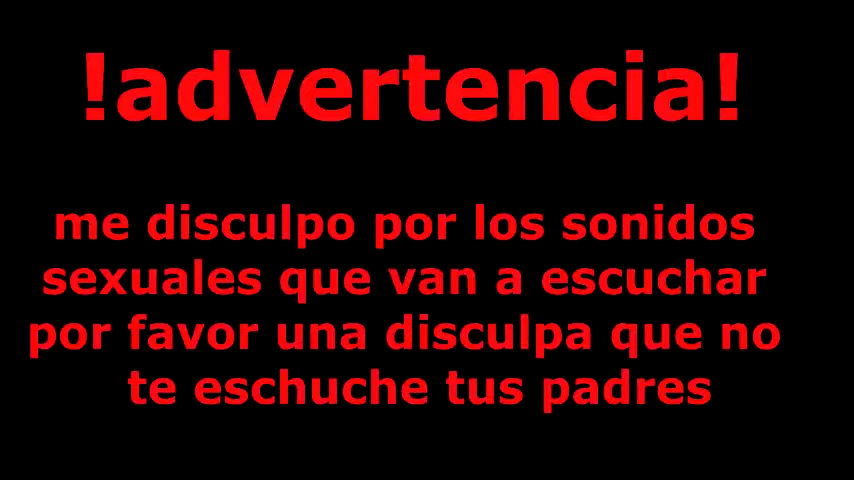 !advertencia!
me disculpo por los sonidos
sexuales que van a escuchar
por favor una disculpa que no
te eschuche tus padres